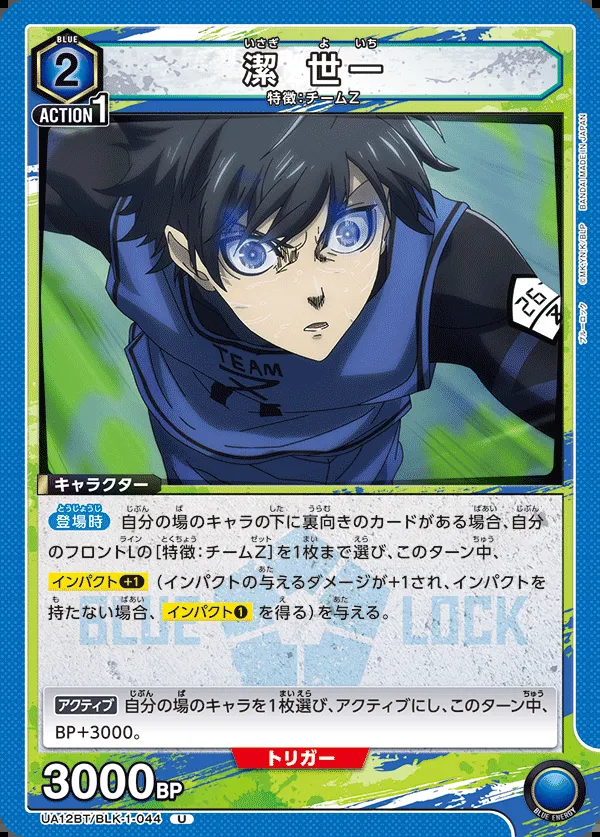 BLUE
2
ACTION 1
いさぎ よいち
潔 世一
特徴:チームZ
TEAM
Z
26
©MK,YN,K/BLP BANDAI MADE IN JAPAN
ブルーロック
キャラクター
登場時 自分の場のキャラの下に裏向きのカードがある場合、自分
のフロントLの[特徴:チームZ]を1枚まで選び、このターン中、
インパクト+1 (インパクトの与えるダメージが+1され、インパクトを
持たない場合、インパクト1 を得る)を与える。
BLUE LOCK
アクティブ 自分の場のキャラを1枚選び、アクティブにし、このターン中、
BP+3000。
トリガー
3000BP
BLUE ENERGY
UA12BT/BLK-1-044 U